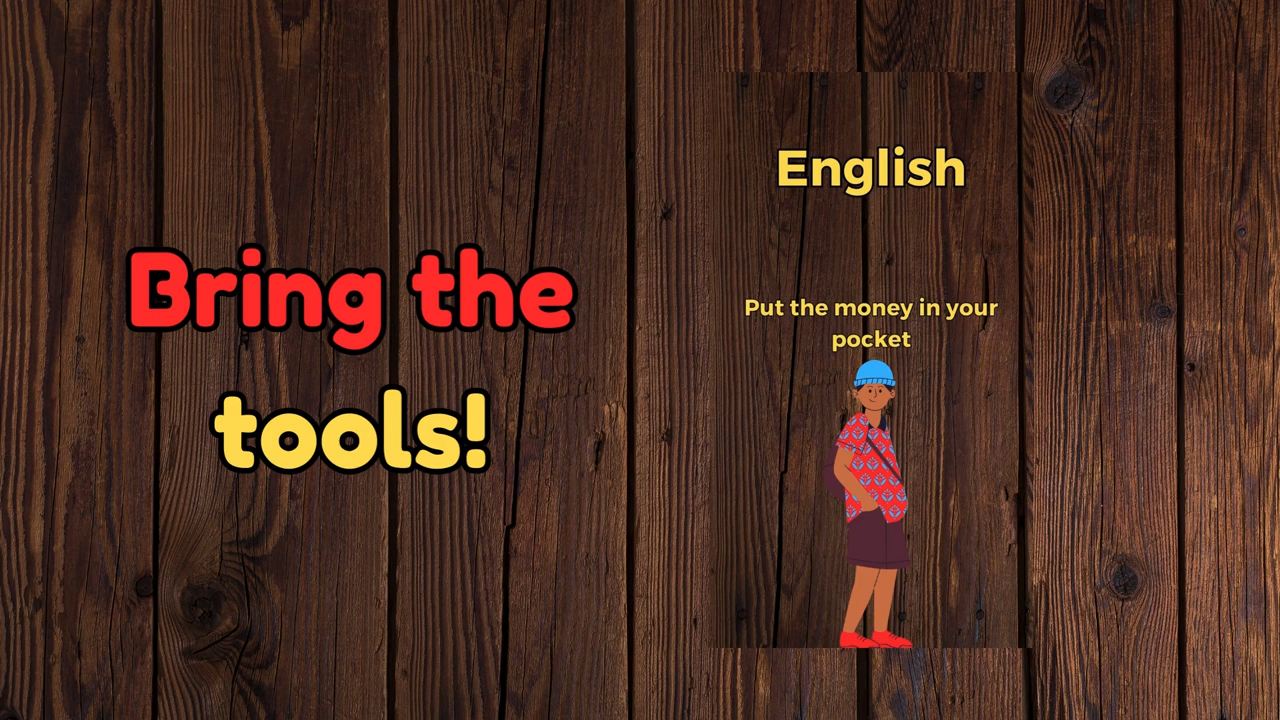 Bring the
tools!
English
Put the money in your
pocket